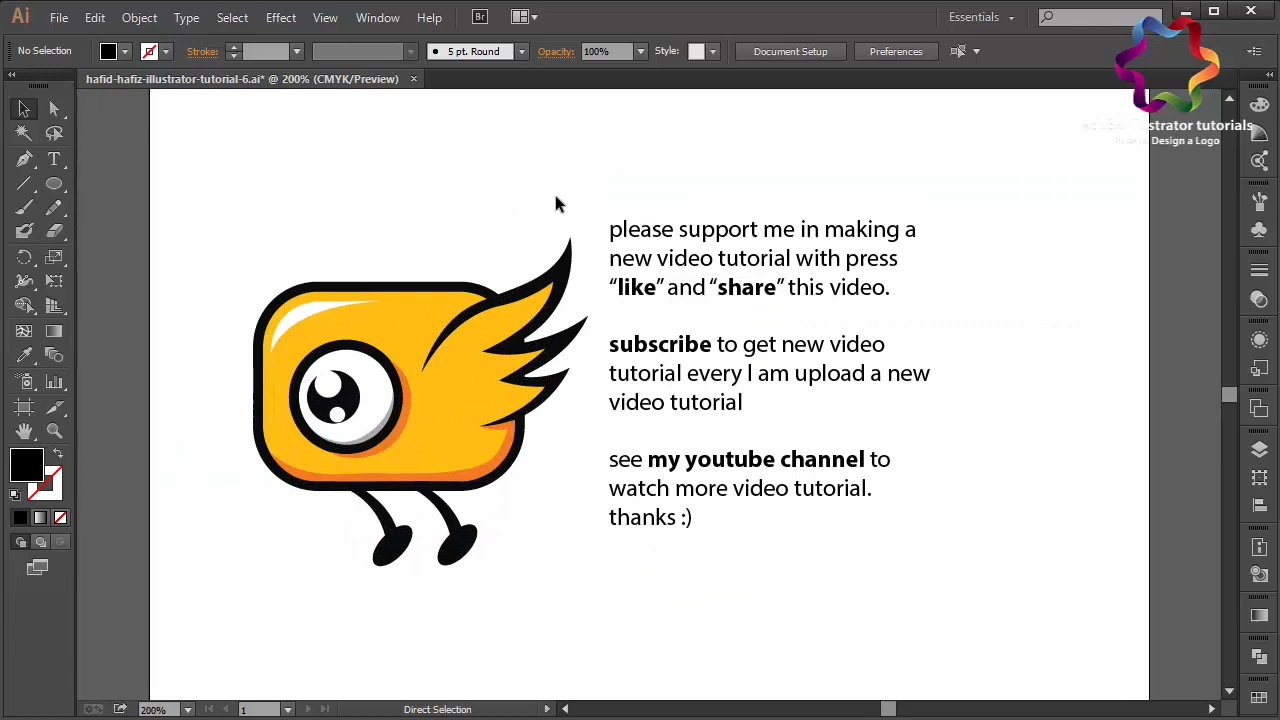 Ai File Edit Object Type Select Effect View Window Help Br Essentials
No Selection Stroke: 5 pt. Round Opacity: 100% Style: Document Setup Preferences
hafid-hafiz-illustrator-tutorial-6.ai* @ 200% (CMYK/Preview)
strator tutorials
Design a Logo
please support me in making a
new video tutorial with press
“like” and “share” this video.
subscribe to get new video
tutorial every I am upload a new
video tutorial
see my youtube channel to
watch more video tutorial.
thanks :)
200% 1 Direct Selection